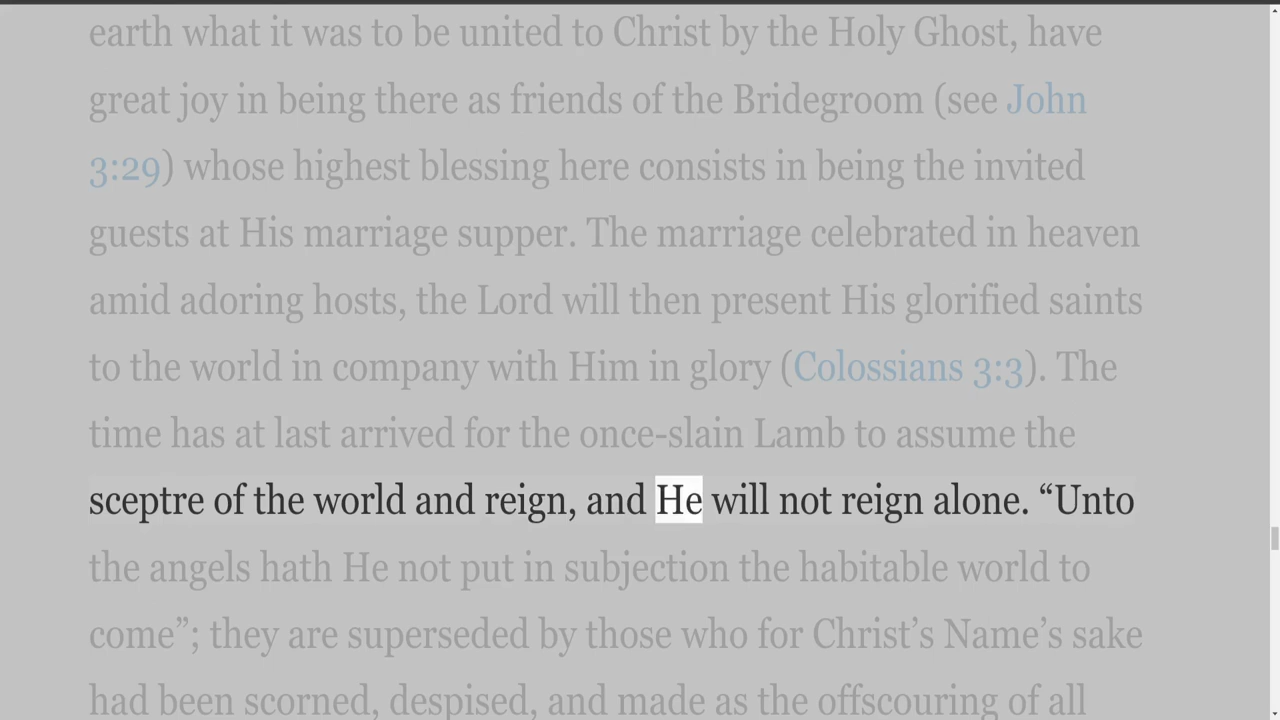 earth what it was to be united to Christ by the Holy Ghost, have
great joy in being there as friends of the Bridegroom (see John
3:29) whose highest blessing here consists in being the invited
guests at His marriage supper. The marriage celebrated in heaven
amid adoring hosts, the Lord will then present His glorified saints
to the world in company with Him in glory (Colossians 3:3). The
time has at last arrived for the once-slain Lamb to assume the
sceptre of the world and reign, and He will not reign alone. “Unto
the angels hath He not put in subjection the habitable world to
come”; they are superseded by those who for Christ’s Name’s sake
had been scorned, despised, and made as the offscouring of all